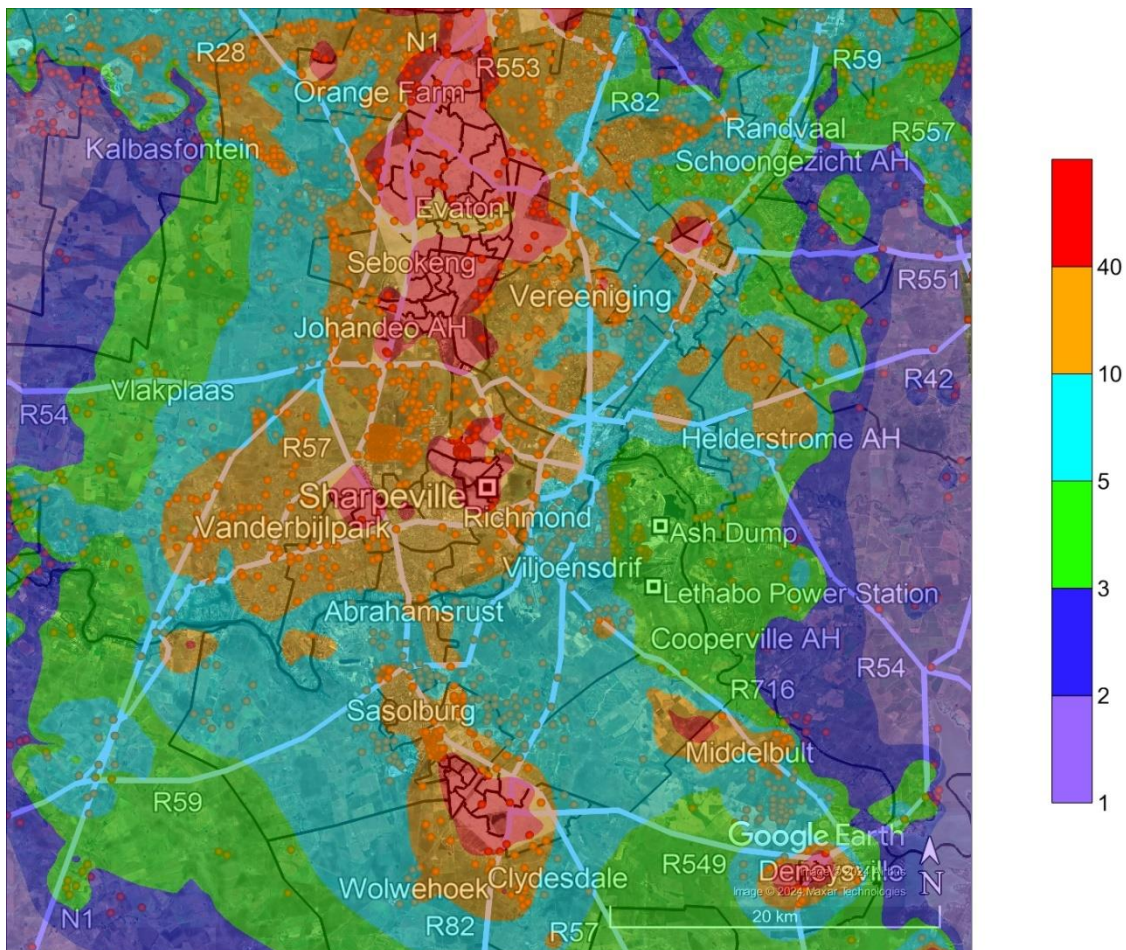 N1
R28
R553
R59
Orange Farm
R82
Randvaal
R557
Kalbasfontein
Schoongezicht AH
Evaton
Sebokeng
R551
Vereeniging
40
Johandeo AH
10
Vlakplaas
R42
R54
R57
Helderstrome AH
5
Sharpeville
Richmond
Vanderbijlpark
Ash Dump
Viljoensdrif
Lethabo Power Station
3
Abrahamsrust
Cooperville AH
R54
R716
2
Sasolburg
Middelbult
R59
1
Google Earth
R549
Deneysville
Wolwehoek
Clydesdale
Image © 2024 Airbus
Image © 2024 Maxar Technologies
N
N1
R82
R57
20 km